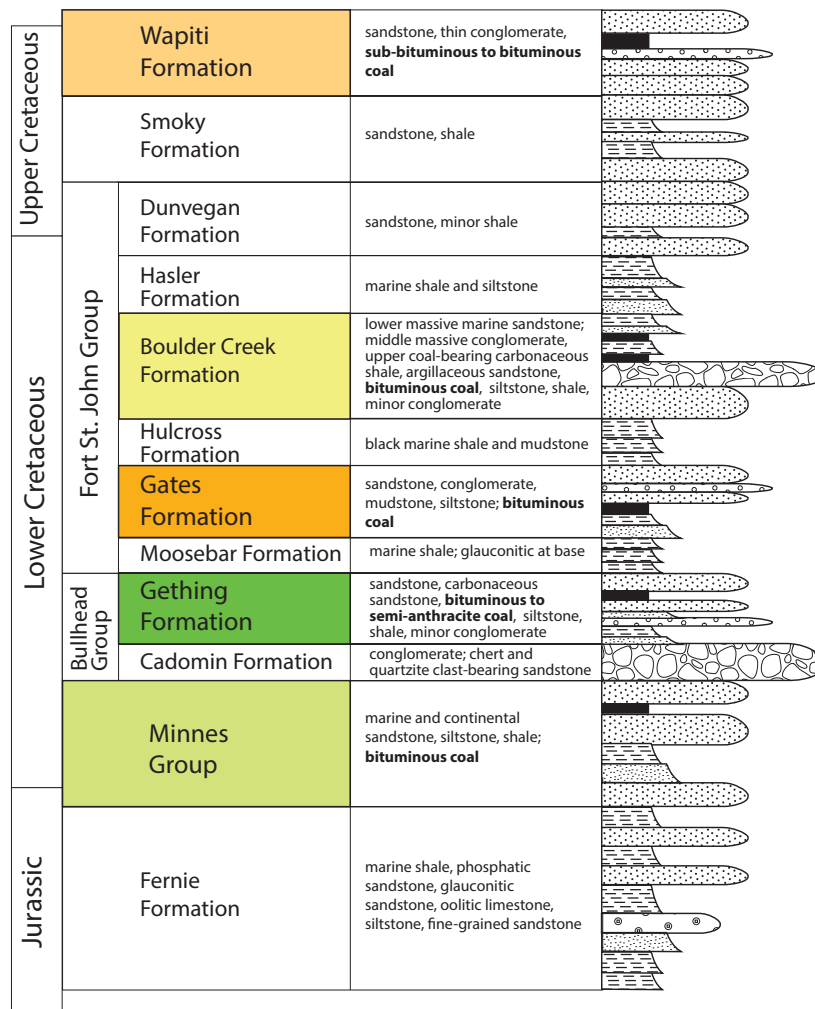 Upper Cretaceous
Wapiti
Formation
sandstone, thin conglomerate,
sub-bituminous to bituminous
coal
Smoky
Formation
sandstone, shale
Lower Cretaceous
Fort St. John Group
Dunvegan
Formation
sandstone, minor shale
Hasler
Formation
marine shale and siltstone
Boulder Creek
Formation
lower massive marine sandstone;
middle massive conglomerate,
upper coal-bearing carbonaceous
shale, argillaceous sandstone,
bituminous coal, siltstone, shale,
minor conglomerate
Hulcross
Formation
black marine shale and mudstone
Gates
Formation
sandstone, conglomerate,
mudstone, siltstone; bituminous
coal
Moosebar Formation
marine shale; glauconitic at base
Bullhead
Group
Gething
Formation
sandstone, carbonaceous
sandstone, bituminous to
semi-anthracite coal, siltstone,
shale, minor conglomerate
Cadomin Formation
conglomerate; chert and
quartzite clast-bearing sandstone
Minnes
Group
marine and continental
sandstone, siltstone, shale;
bituminous coal
Jurassic
Fernie
Formation
marine shale, phosphatic
sandstone, glauconitic
sandstone, oolitic limestone,
siltstone, fine-grained sandstone